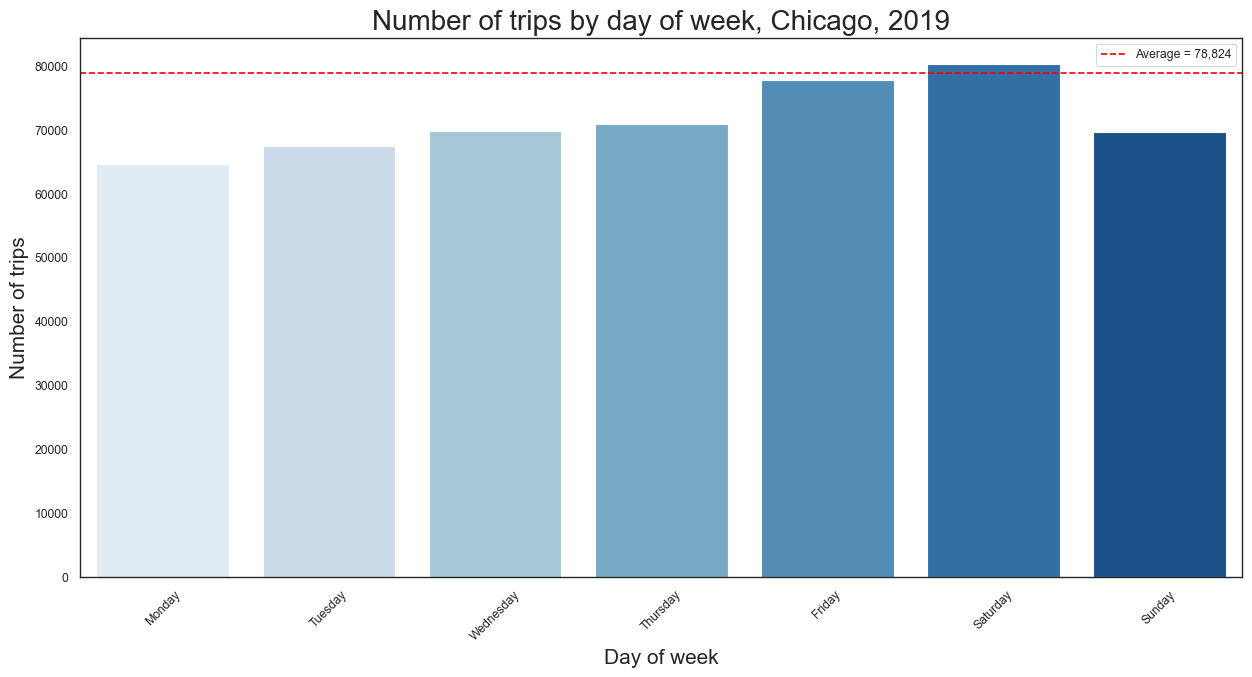 Number of trips by day of week, Chicago, 2019
Average = 78,824
Number of trips
80000
70000
60000
50000
40000
30000
20000
10000
0
Monday
Tuesday
Wednesday
Thursday
Friday
Saturday
Sunday
Day of week